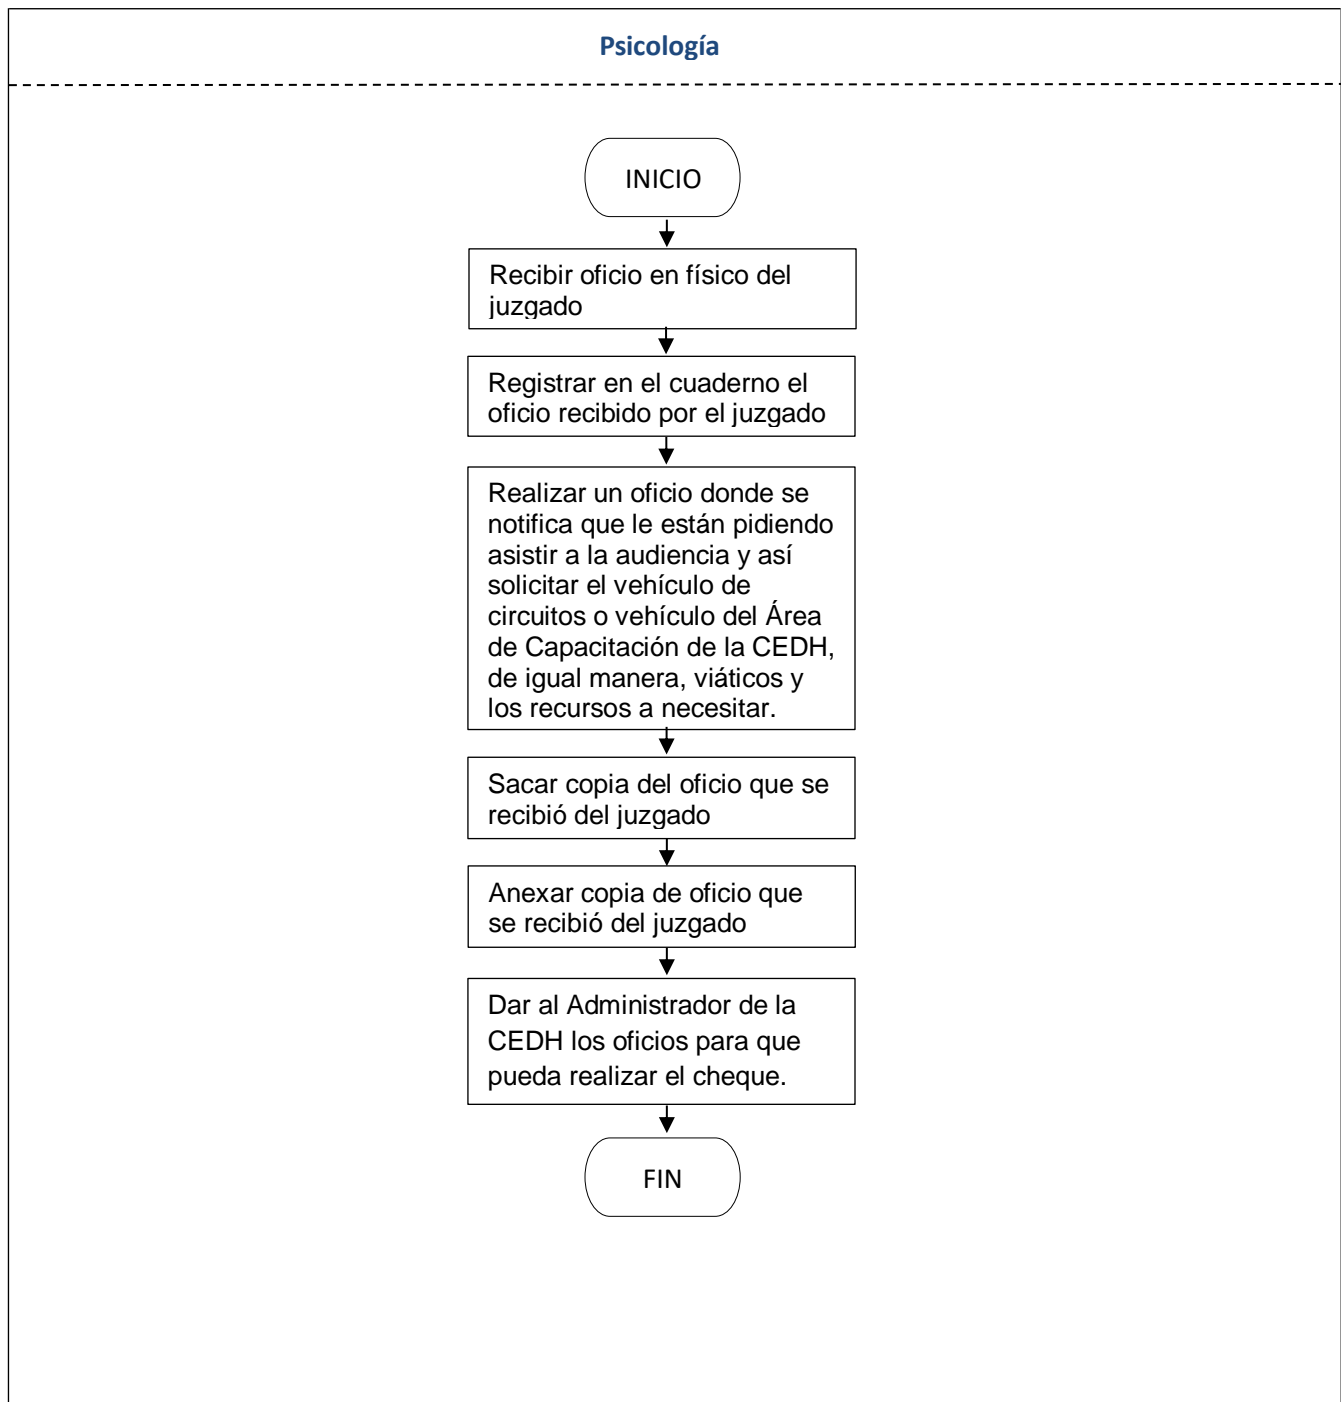 Psicología
INICIO
Recibir oficio en físico del
juzgado
Registrar en el cuaderno el
oficio recibido por el juzgado
Realizar un oficio donde se
notifica que le están pidiendo
asistir a la audiencia y así
solicitar el vehículo de
circuitos o vehículo del Área
de Capacitación de la CEDH,
de igual manera, viáticos y
los recursos a necesitar.
Sacar copia del oficio que se
recibió del juzgado
Anexar copia de oficio que
se recibió del juzgado
Dar al Administrador de la
CEDH los oficios para que
pueda realizar el cheque.
FIN